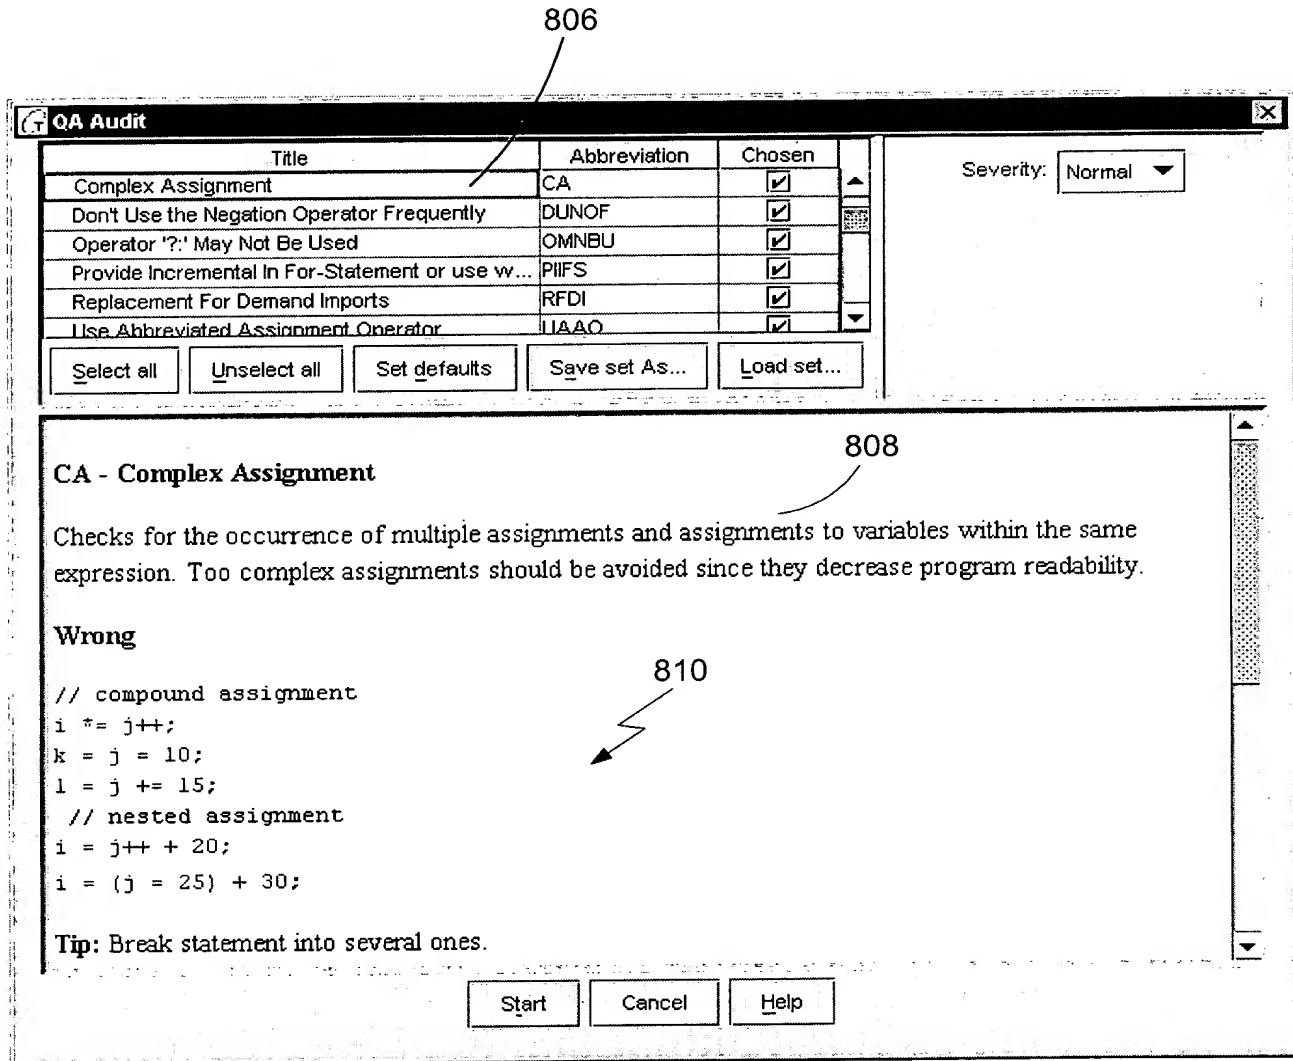 806
QA Audit
Title Abbreviation Chosen
Complex Assignment CA
Don't Use the Negation Operator Frequently DUNOF
Operator '?:' May Not Be Used OMNBU
Provide Incremental In For-Statement or use w... PIIFS
Replacement For Demand Imports RFDI
Use Abbreviated Assignment Operator UAAO
Severity: Normal
Select all Unselect all Set defaults Save set As... Load set...
808
CA - Complex Assignment
Checks for the occurrence of multiple assignments and assignments to variables within the same
expression. Too complex assignments should be avoided since they decrease program readability.
Wrong
810
// compound assignment
i *= j++;
k = j = 10;
l = j += 15;
// nested assignment
i = j++ + 20;
i = (j = 25) + 30;
Tip: Break statement into several ones.
Start Cancel Help